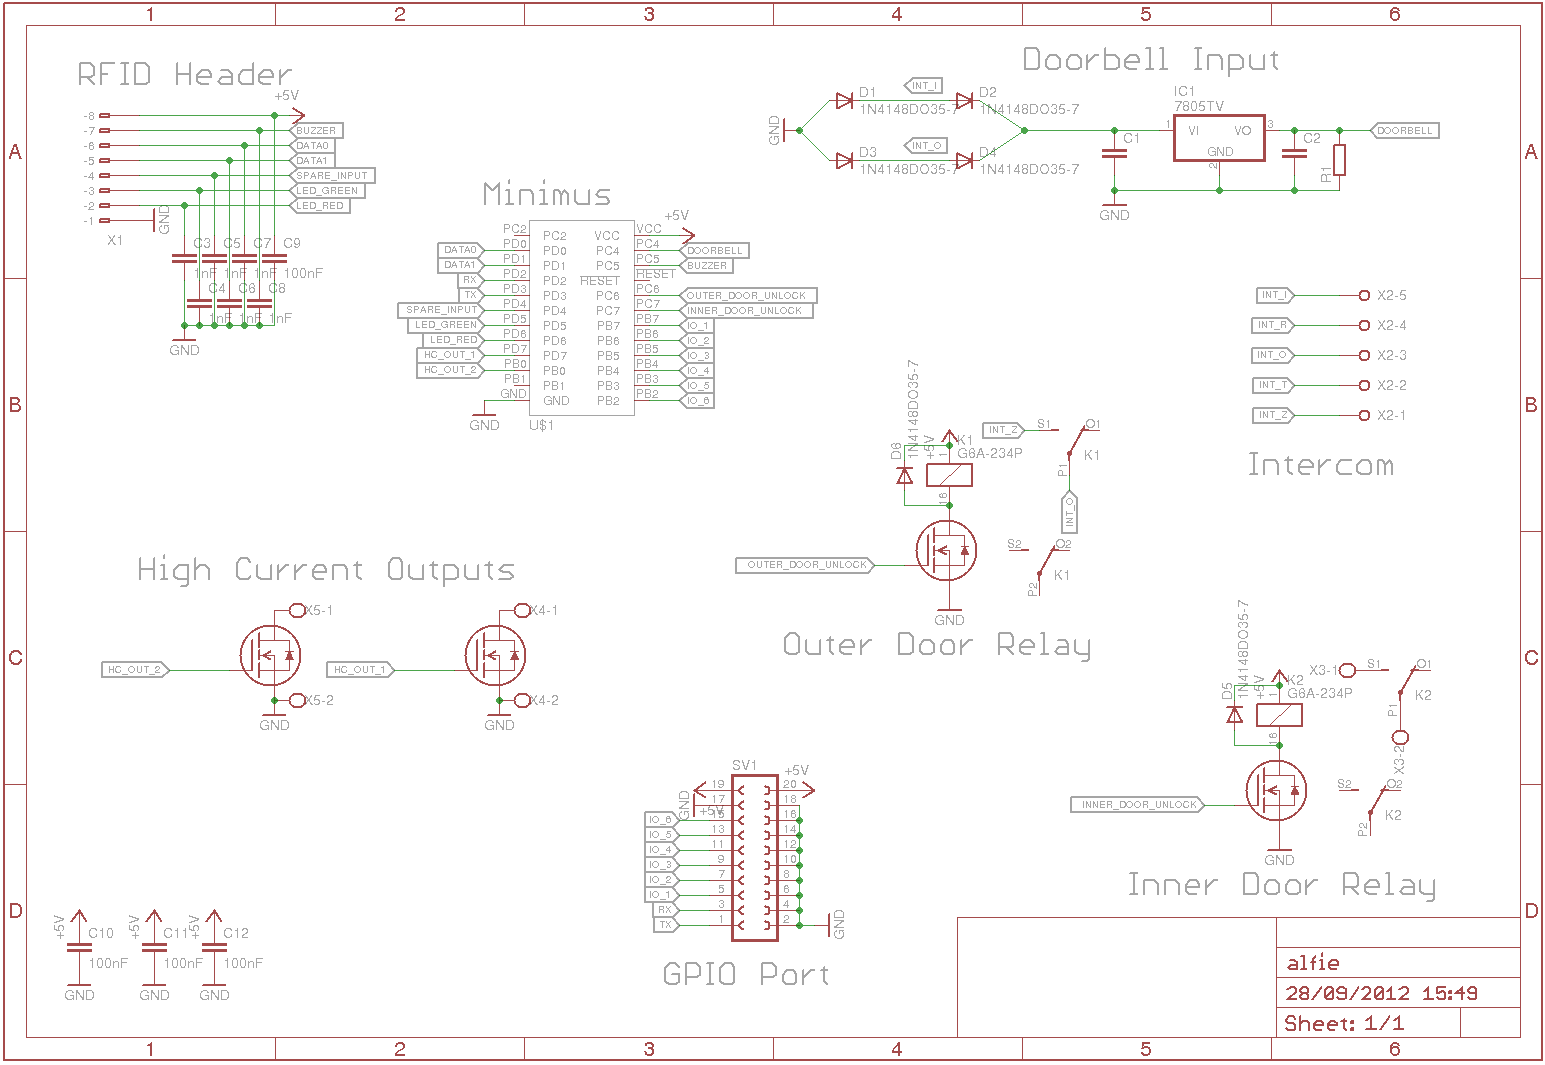 1 2 3 4 5 6
A A
B B
C C
D D
RFID Header
+5V
-8
-7 BUZZER
-6 DATA0
-5 DATA1
-4 SPARE_INPUT
-3 LED_GREEN
-2 LED_RED
-1 GND
X1
C3 C5 C7 C9
1nF 1nF 1nF 100nF
C4 C6 C8
1nF 1nF 1nF
GND
Minimus
+5V
PC2 PC2 VCC VCC
DATA0 PD0 PD0 PC4 PC4 DOORBELL
DATA1 PD1 PD1 PC5 PC5 BUZZER
RX PD2 PD2 RESET RESET
TX PD3 PD3 PC6 PC6 OUTER_DOOR_UNLOCK
SPARE_INPUT PD4 PD4 PC7 PC7 INNER_DOOR_UNLOCK
LED_GREEN PD5 PD5 PB7 PB7 IO_1
LED_RED PD6 PD6 PB6 PB6 IO_2
HC_OUT_1 PD7 PD7 PB5 PB5 IO_3
HC_OUT_2 PB0 PB0 PB4 PB4 IO_4
PB1 PB1 PB3 PB3 IO_5
GND GND PB2 PB2 IO_6
GND
U$1
Doorbell Input
GND
D1 INT_I D2
1N4148DO35-7 1N4148DO35-7
D3 INT_O D4
1N4148DO35-7 1N4148DO35-7
IC1
7805TV
1 VI VO 3
GND
2
C1
C2
R1
DOORBELL
GND
INT_I X2-5
INT_R X2-4
INT_O X2-3
INT_T X2-2
INT_Z X2-1
Intercom
D6
1N4148DO35-7
+5V
K1
G6A-234P
1
16
OUTER_DOOR_UNLOCK
GND
INT_Z S1 O1
K1
P1
INT_O
S2 O2
K1
P2
Outer Door Relay
High Current Outputs
X5-1
HC_OUT_2
X5-2
GND
X4-1
HC_OUT_1
X4-2
GND
D5
1N4148DO35-7
+5V
K2
G6A-234P
1
16
INNER_DOOR_UNLOCK
GND
X3-1 S1 O1
K2
P1
X3-2
S2 O2
K2
P2
Inner Door Relay
SV1
+5V
19 20 +5V
GND 17 18
IO_6 15 16
IO_5 13 14
IO_4 11 12
IO_3 9 10
IO_2 7 8
IO_1 5 6
RX 3 4
TX 1 2 GND
GPIO Port
+5V C10 +5V C11 +5V C12
100nF 100nF 100nF
GND GND GND
alfie
28/09/2012 15:49
Sheet: 1/1
1 2 3 4 5 6